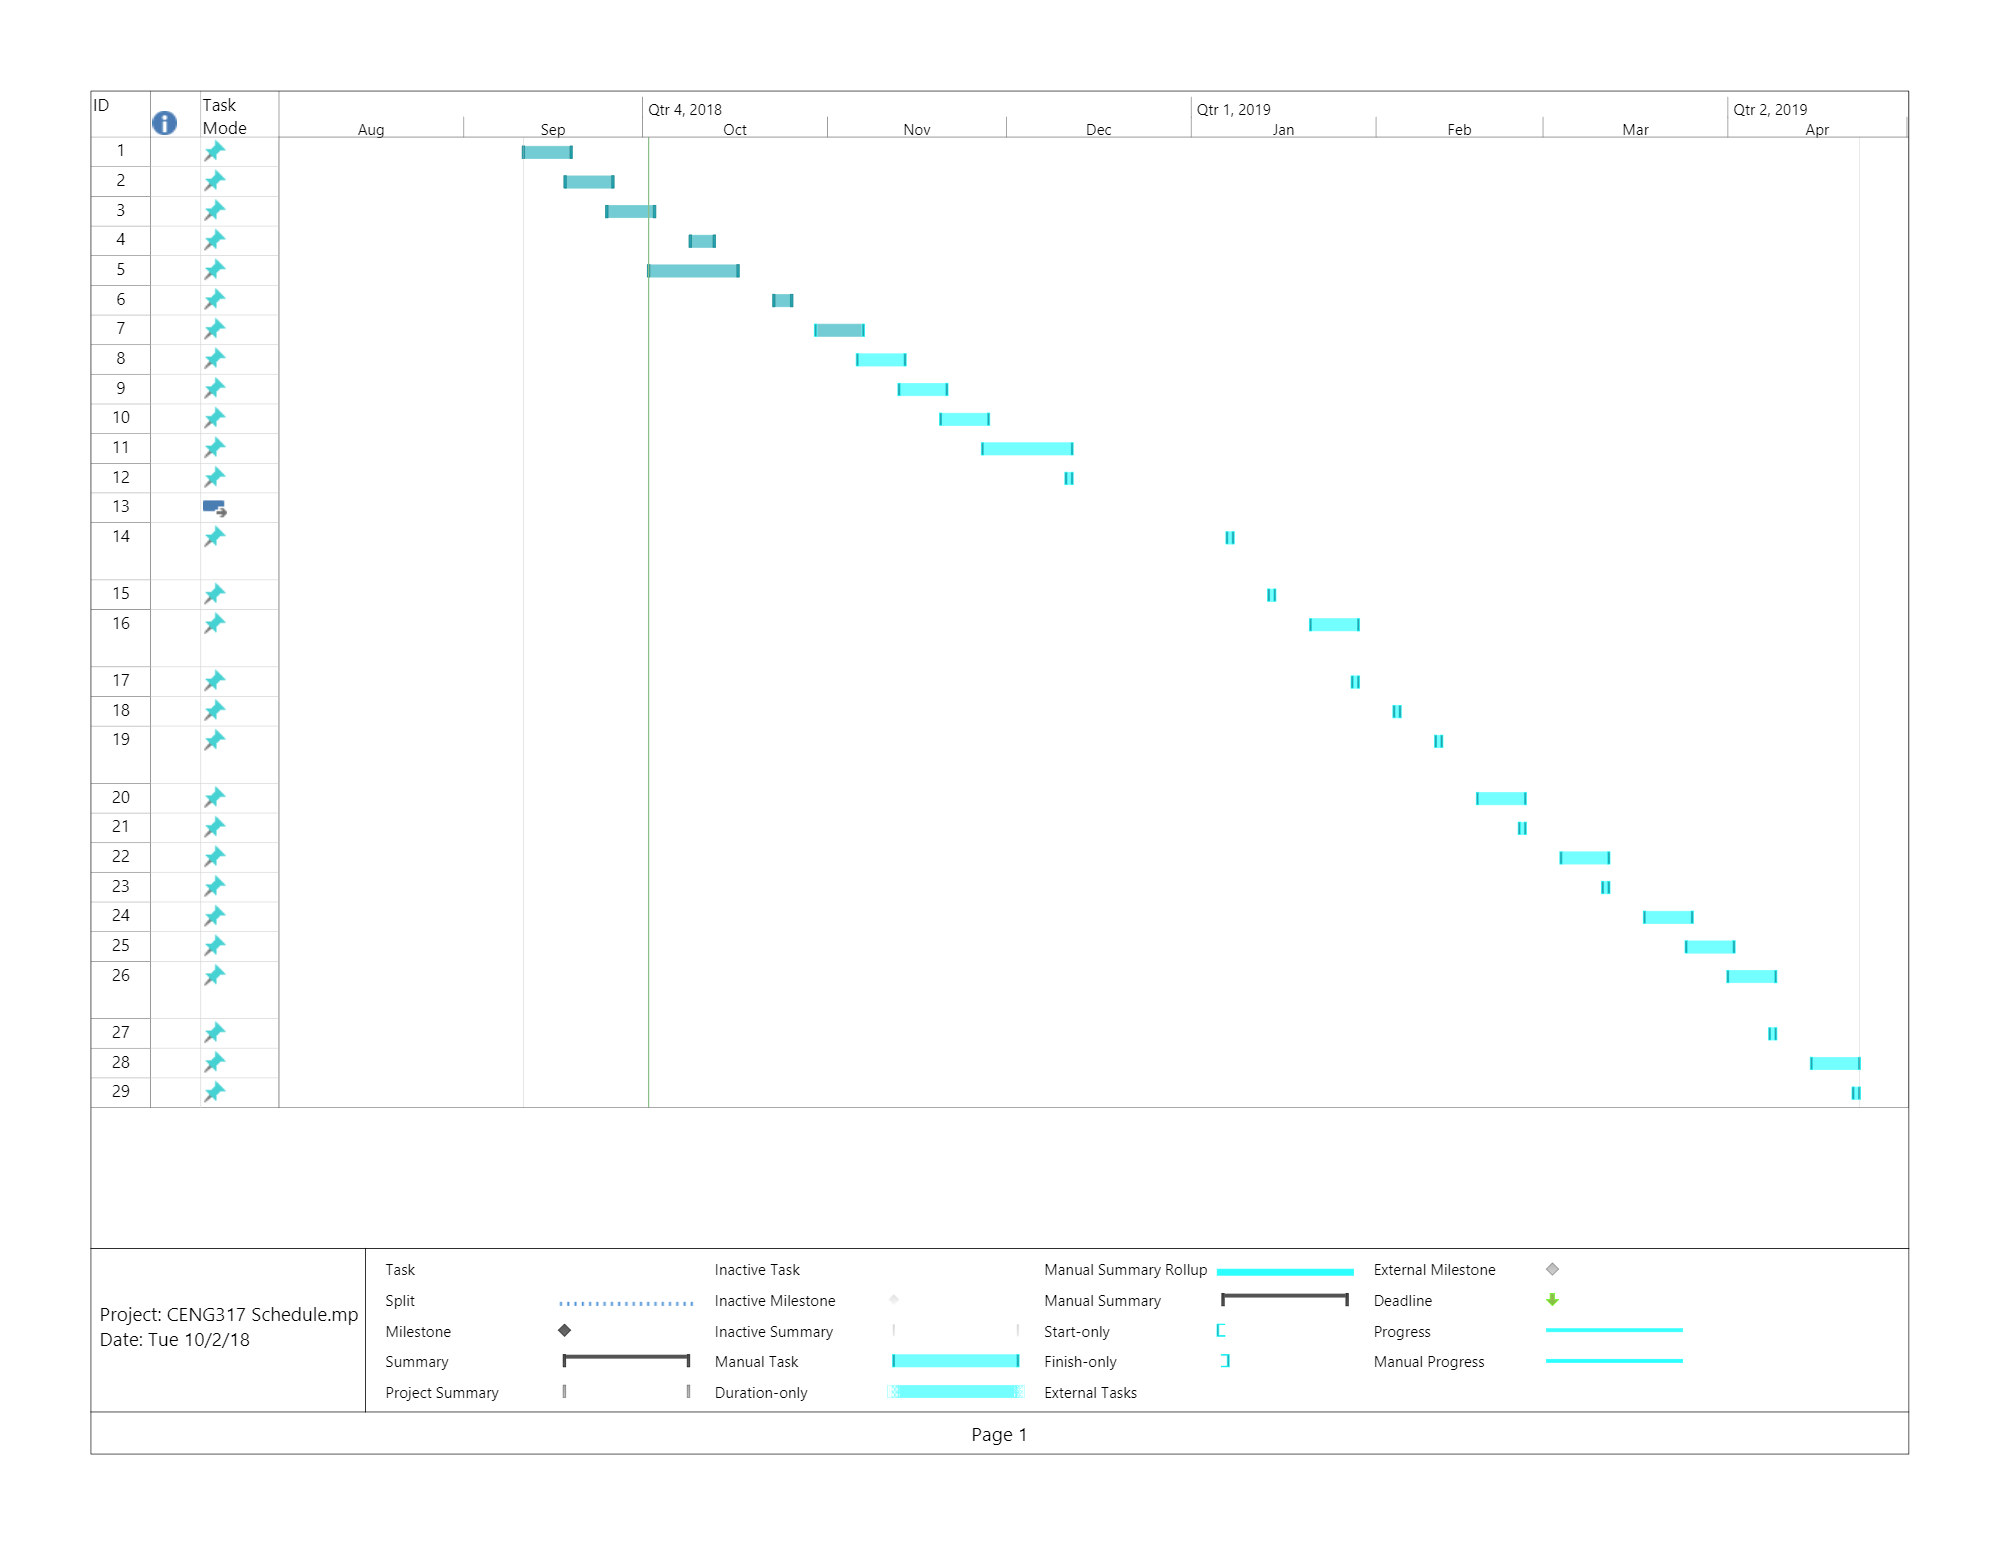 ID
Task
Mode
Qtr 4, 2018
Qtr 1, 2019
Qtr 2, 2019
Aug
Sep
Oct
Nov
Dec
Jan
Feb
Mar
Apr
1
2
3
4
5
6
7
8
9
10
11
12
13
14
15
16
17
18
19
20
21
22
23
24
25
26
27
28
29
Project: CENG317 Schedule.mp
Date: Tue 10/2/18
Task
Split
Milestone
Summary
Project Summary
Inactive Task
Inactive Milestone
Inactive Summary
Manual Task
Duration-only
Manual Summary Rollup
Manual Summary
Start-only
Finish-only
External Tasks
External Milestone
Deadline
Progress
Manual Progress
Page 1